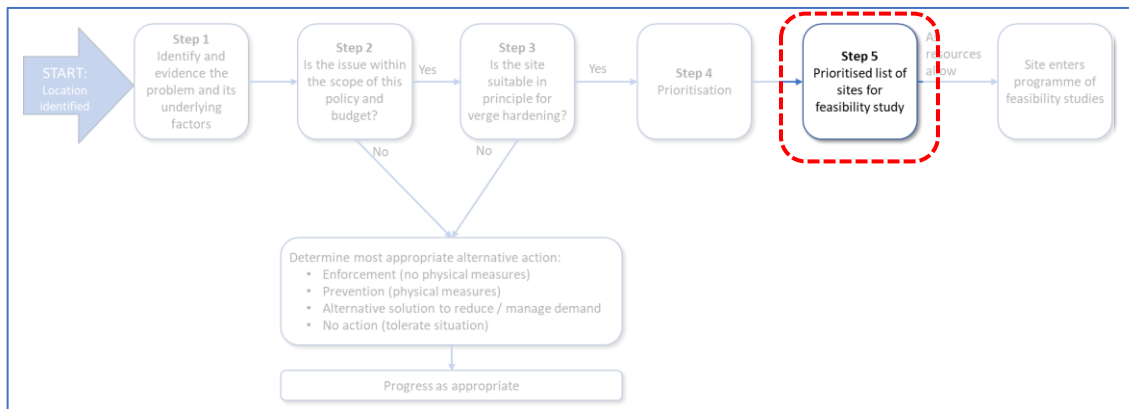 START:
Location
identified
Step 1
Identify and
evidence the
problem and its
underlying
factors
Step 2
Is the issue within
the scope of this
policy and
budget?
Yes
No
Step 3
Is the site
suitable in
principle for
verge hardening?
Yes
No
Step 4
Prioritisation
Step 5
Prioritised list of
sites for
feasibility study
resources
allow
Site enters
programme of
feasibility studies
Determine most appropriate alternative action:
• Enforcement (no physical measures)
• Prevention (physical measures)
• Alternative solution to reduce / manage demand
• No action (tolerate situation)
Progress as appropriate